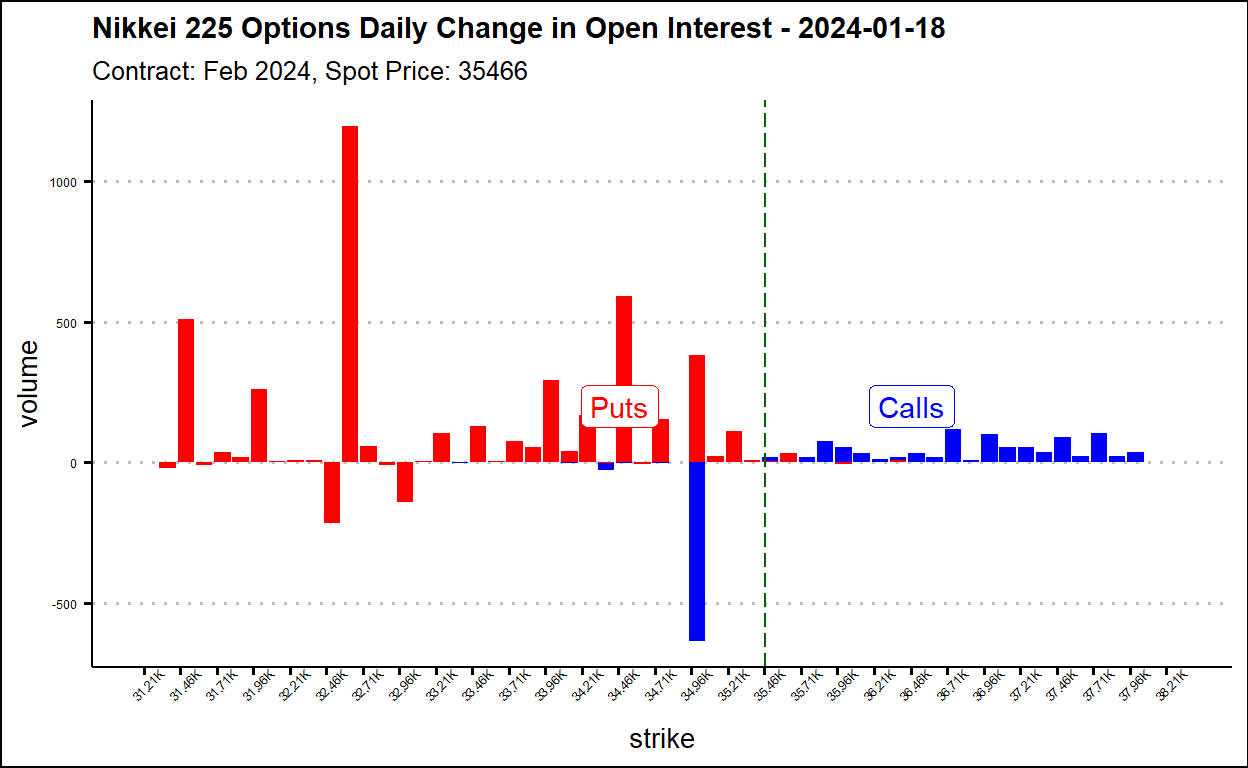 Nikkei 225 Options Daily Change in Open Interest - 2024-01-18
Contract: Feb 2024, Spot Price: 35466
volume
1000
500
0
-500
Puts
Calls
31.21K
31.46K
31.71K
31.96K
32.21K
32.46K
32.71K
32.96K
33.21K
33.46K
33.71K
33.96K
34.21K
34.46K
34.71K
34.96K
35.21K
35.46K
35.71K
35.96K
36.21K
36.46K
36.71K
36.96K
37.21K
37.46K
37.71K
37.96K
38.21K
strike